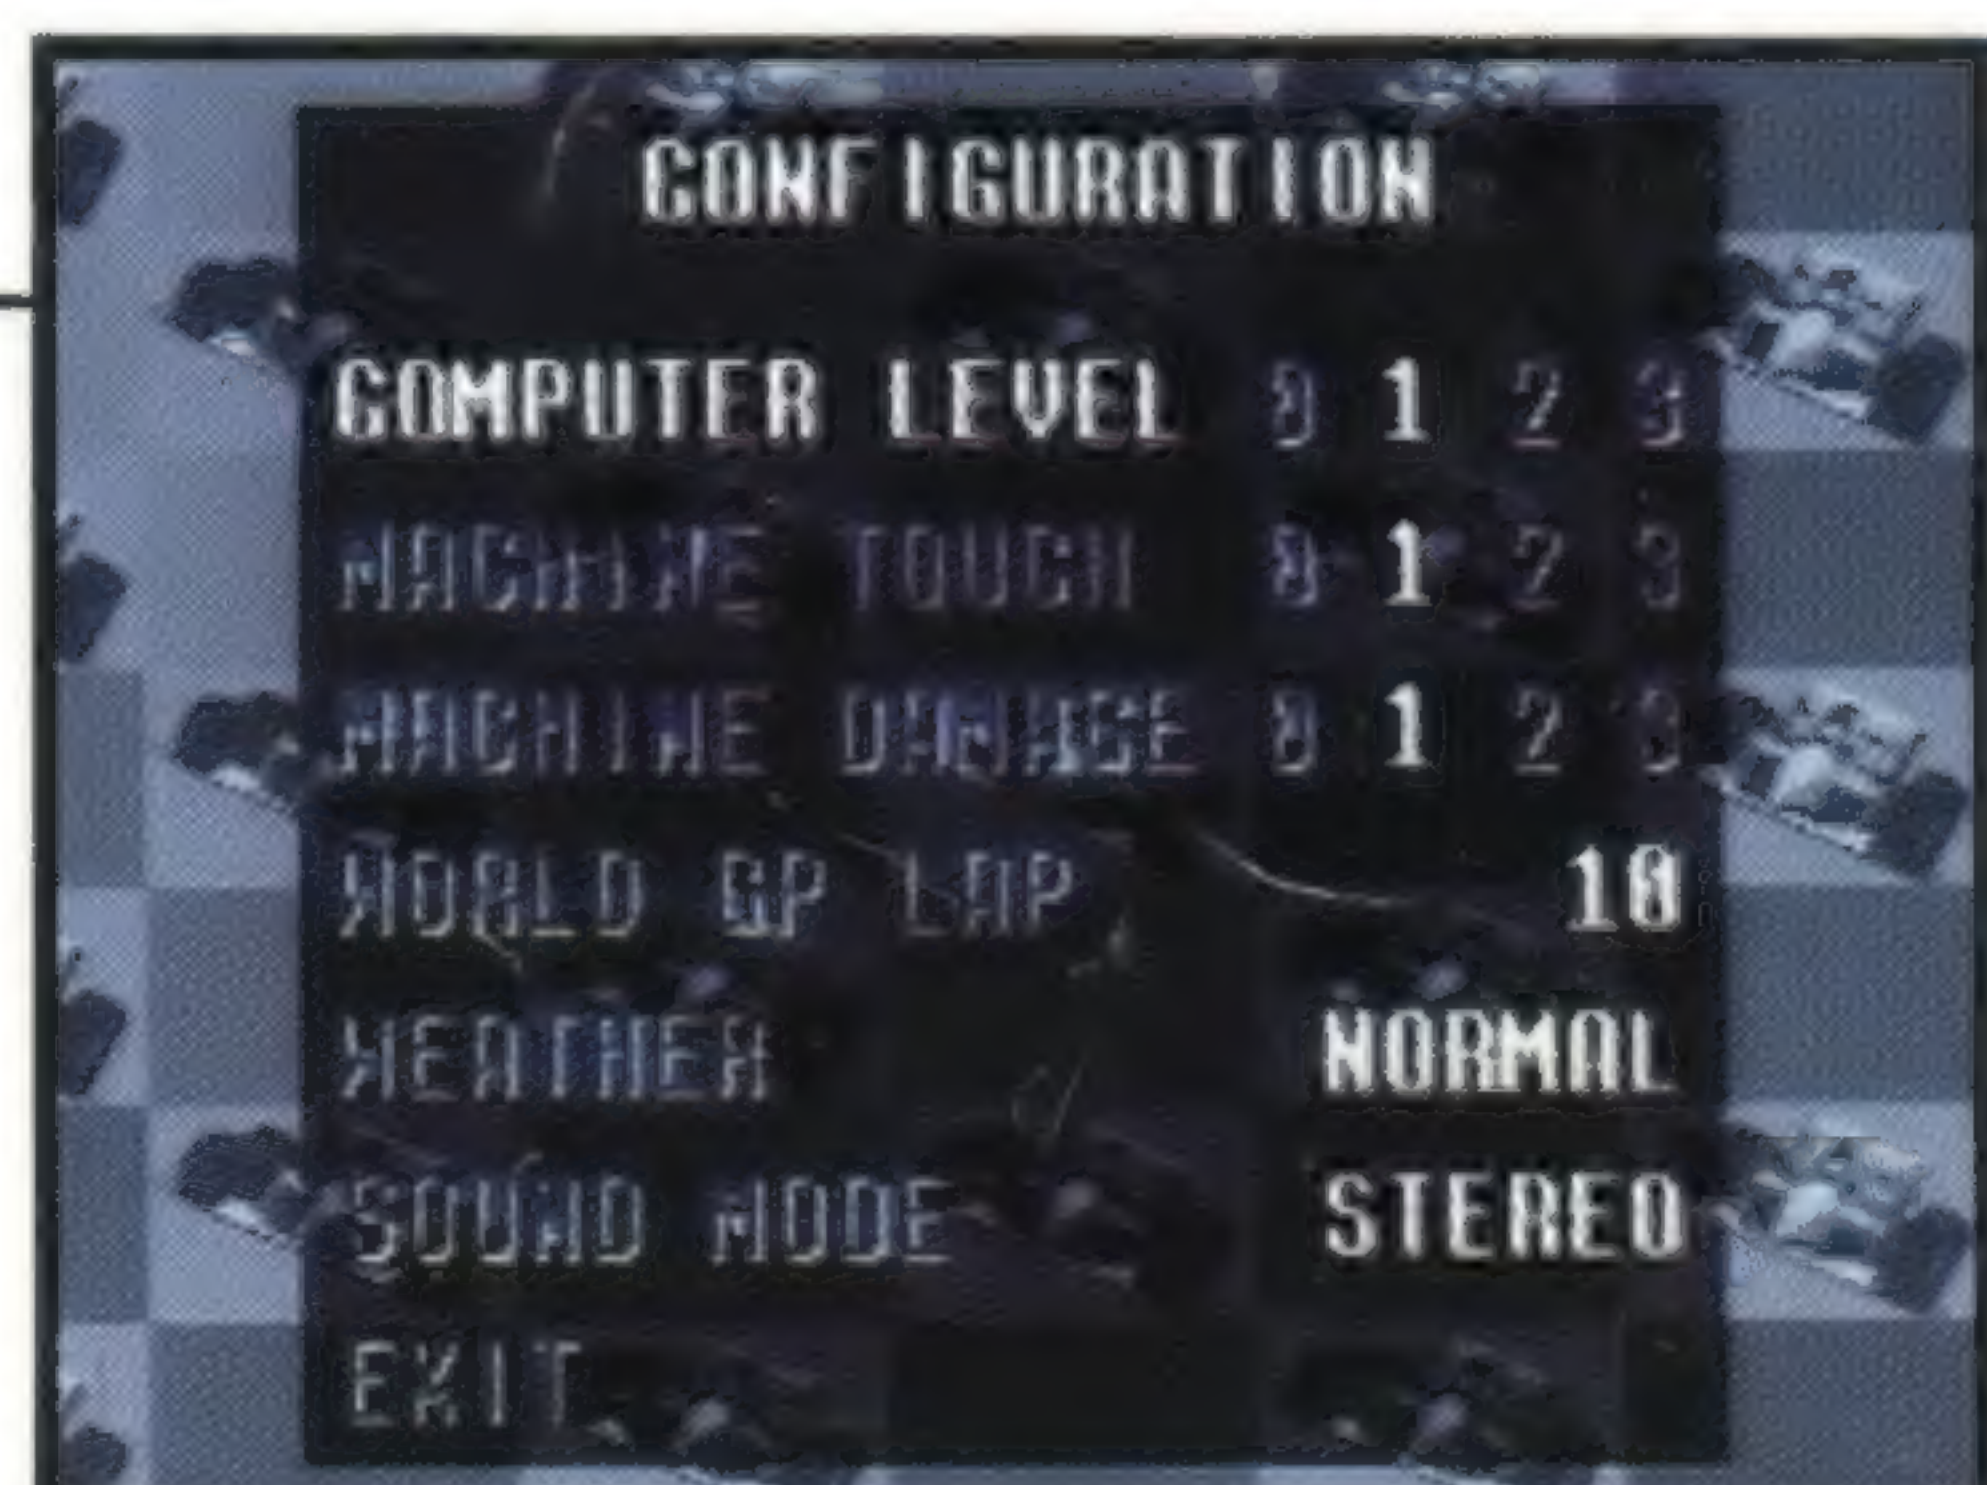 CONFIGURATION
COMPUTER LEVEL 0 1 2 3
MACHINE TOUCH 0 1 2 3
MACHINE DAMAGE 0 1 2 3
WORLD GP LAP 10
WEATHER NORMAL
SOUND MODE STEREO
EXIT